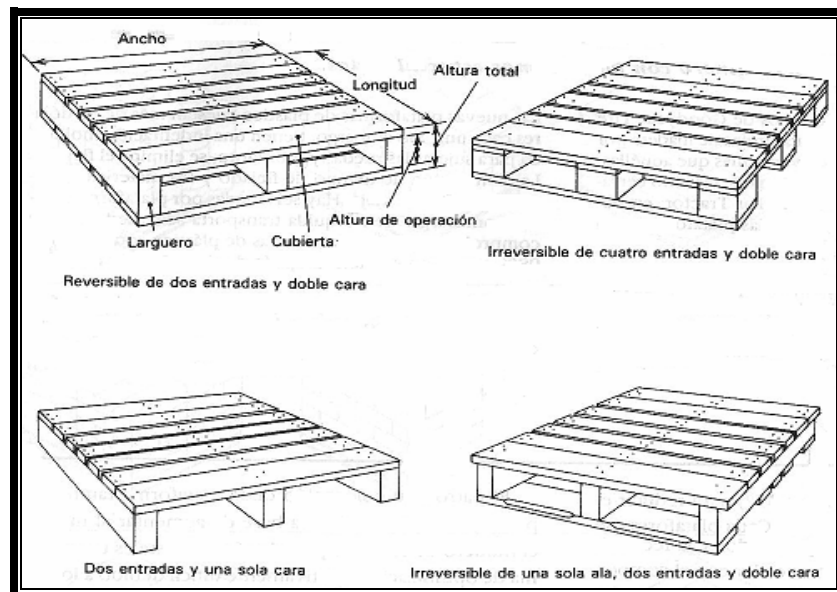 Ancho
Longitud
Altura total
Altura de operación
Larguero
Cubierta
Reversible de dos entradas y doble cara
Irreversible de cuatro entradas y doble cara
Dos entradas y una sola cara
Irreversible de una sola ala, dos entradas y doble cara